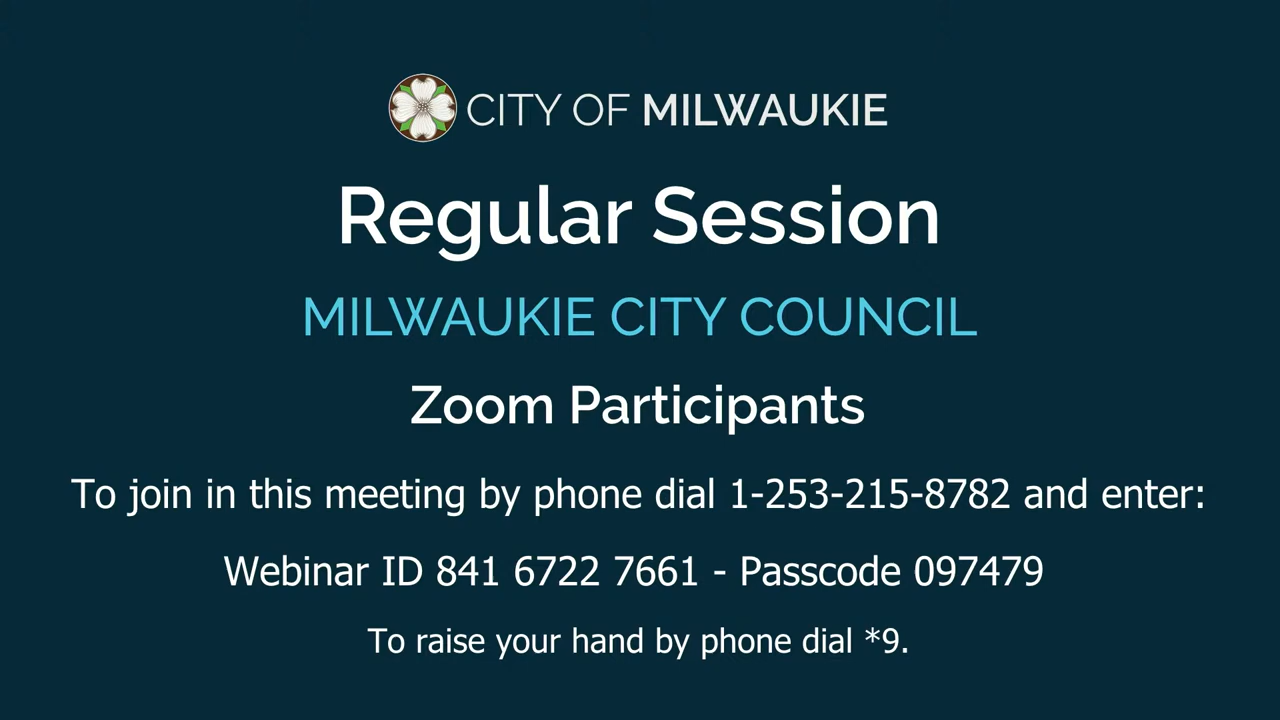 CITY OF MILWAUKIE
Regular Session
MILWAUKIE CITY COUNCIL
Zoom Participants
To join in this meeting by phone dial 1-253-215-8782 and enter:
Webinar ID 841 6722 7661 - Passcode 097479
To raise your hand by phone dial *9.